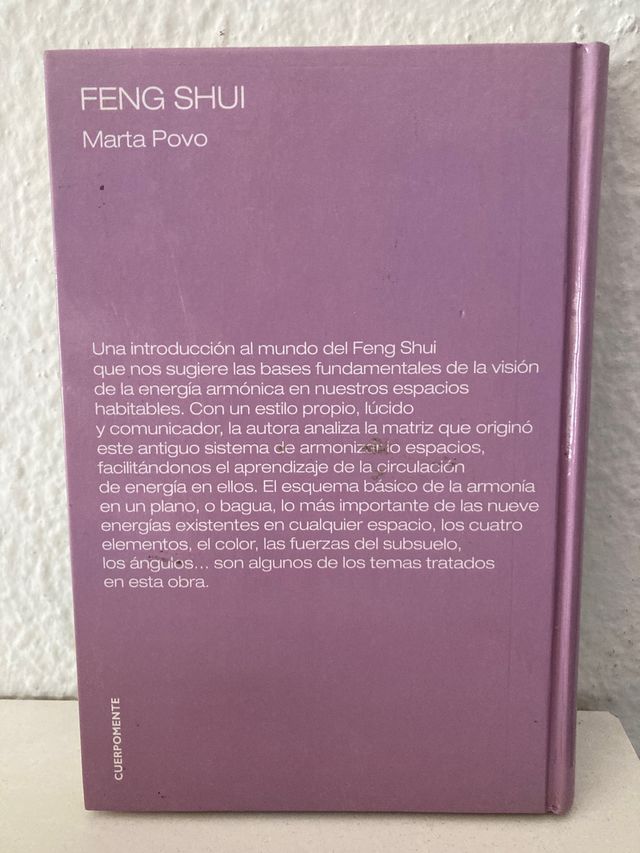 FENG SHUI
Marta Povo
Una introducción al mundo del Feng Shui
que nos sugiere las bases fundamentales de la visión
de la energía armónica en nuestros espacios
habitables. Con un estilo propio, lúcido
y comunicador, la autora analiza la matriz que originó
este antiguo sistema de espacios,
facilitándonos el aprendizaje de la circulación
de energía en ellos. El esquema básico de la armonía
en un plano, o bagua, lo más importante de las nueve
energías existentes en cualquier espacio, los cuatro
elementos, el color, las fuerzas del subsuelo,
los ángulos... son algunos de los temas tratados
en esta obra.
CUERPOMENTE